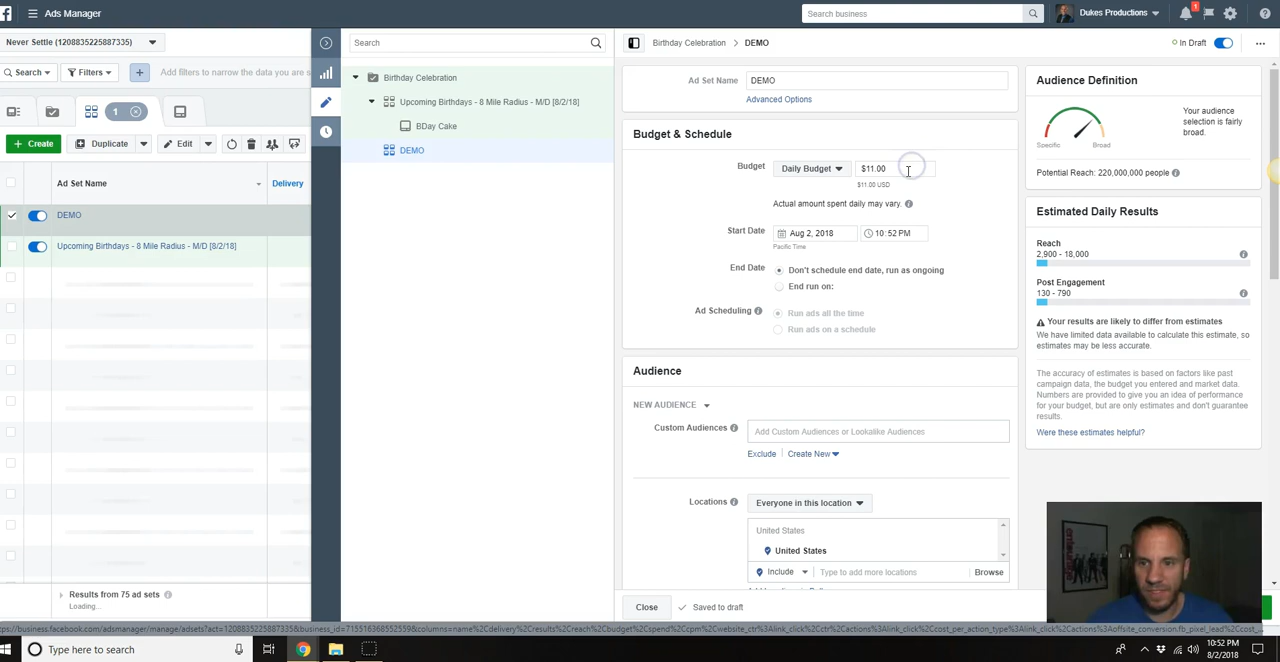 Ads Manager
Search business
Dukes Productions
1
Never Settle (1208835225887335)
Search
Birthday Celebration > DEMO
In Draft
Search
Filters
Add filters to narrow the data you are s
1
Create
Duplicate
Edit
Ad Set Name
Delivery
DEMO
Upcoming Birthdays - 8 Mile Radius - M/D [8/2/18]
Results from 75 ad sets
Loading...
Birthday Celebration
Upcoming Birthdays - 8 Mile Radius - M/D [8/2/18]
BDay Cake
DEMO
Ad Set Name
DEMO
Advanced Options
Budget & Schedule
Budget
Daily Budget
$11.00
$11.00 USD
Actual amount spent daily may vary.
Start Date
Aug 2, 2018
10:52 PM
Pacific Time
End Date
Don't schedule end date, run as ongoing
End run on:
Ad Scheduling
Run ads all the time
Run ads on a schedule
Audience
NEW AUDIENCE
Custom Audiences
Add Custom Audiences or Lookalike Audiences
Exclude
Create New
Locations
Everyone in this location
United States
United States
Include
Type to add more locations
Browse
Close
Saved to draft
Audience Definition
Specific
Broad
Your audience
selection is fairly
broad.
Potential Reach: 220,000,000 people
Estimated Daily Results
Reach
2,900 - 18,000
Post Engagement
130 - 790
Your results are likely to differ from estimates
We have limited data available to calculate this estimate, so
estimates may be less accurate.
The accuracy of estimates is based on factors like past
campaign data, the budget you entered and market data.
Numbers are provided to give you an idea of performance
for your budget, but are only estimates and don't guarantee
results.
Were these estimates helpful?
Type here to search
10:52 PM
8/2/2018